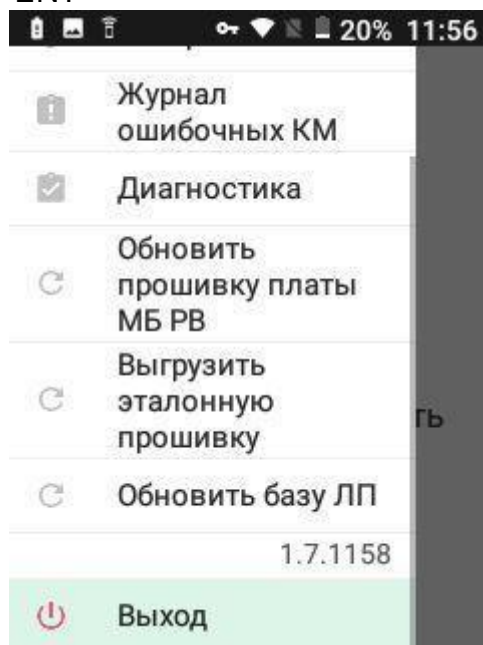 20% 11:56
Журнал
ошибочных КМ
Диагностика
Обновить
прошивку платы
МБ РВ
Выгрузить
эталонную
прошивку
ть
Обновить базу ЛП
1.7.1158
Выход